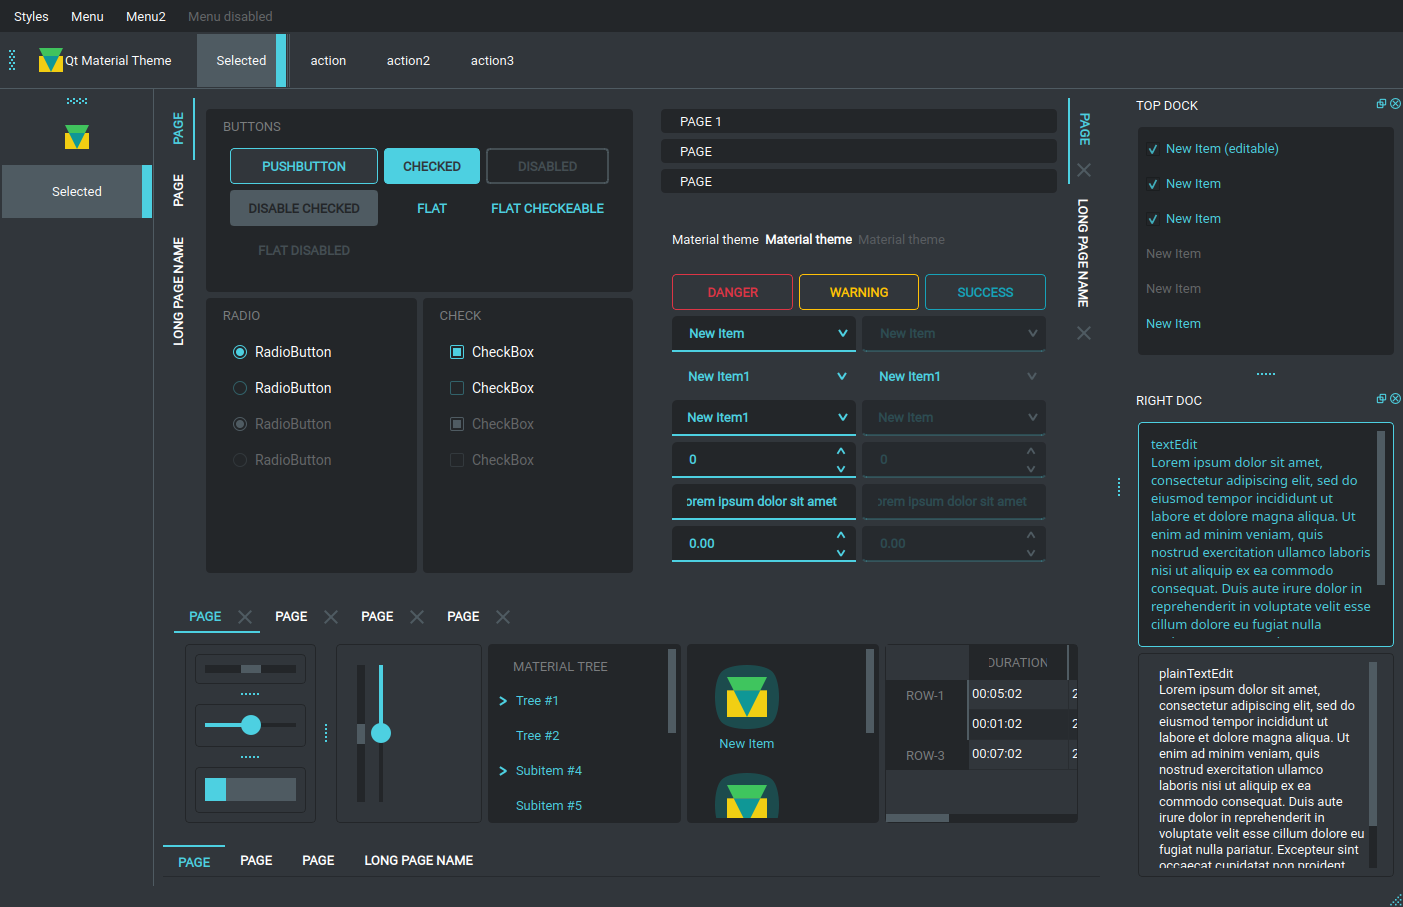 Styles Menu Menu2 Menu disabled
Qt Material Theme Selected action action2 action3
Selected
PAGE
PAGE
LONG PAGE NAME
BUTTONS
PUSHBUTTON CHECKED DISABLED
DISABLE CHECKED FLAT FLAT CHECKEABLE
FLAT DISABLED
RADIO
RadioButton
RadioButton
RadioButton
RadioButton
CHECK
CheckBox
CheckBox
CheckBox
CheckBox
PAGE 1
PAGE
PAGE
Material theme Material theme Material theme
DANGER WARNING SUCCESS
New Item New Item
New Item1 New Item1
New Item1 New Item
0 0
orem ipsum dolor sit amet orem ipsum dolor sit amet
0.00 0.00
PAGE
LONG PAGE NAME
PAGE PAGE PAGE PAGE
MATERIAL TREE
Tree #1
Tree #2
Subitem #4
Subitem #5
New Item
DURATION
ROW-1 00:05:02 2
00:01:02 2
ROW-3 00:07:02 2
PAGE PAGE PAGE LONG PAGE NAME
TOP DOCK
New Item (editable)
New Item
New Item
New Item
New Item
New Item
RIGHT DOC
textEdit
Lorem ipsum dolor sit amet,
consectetur adipiscing elit, sed do
eiusmod tempor incididunt ut
labore et dolore magna aliqua. Ut
enim ad minim veniam, quis
nostrud exercitation ullamco laboris
nisi ut aliquip ex ea commodo
consequat. Duis aute irure dolor in
reprehenderit in voluptate velit esse
cillum dolore eu fugiat nulla
plainTextEdit
Lorem ipsum dolor sit amet,
consectetur adipiscing elit, sed do
eiusmod tempor incididunt ut
labore et dolore magna aliqua. Ut
enim ad minim veniam, quis
nostrud exercitation ullamco
laboris nisi ut aliquip ex ea
commodo consequat. Duis aute
irure dolor in reprehenderit in
voluptate velit esse cillum dolore eu
fugiat nulla pariatur. Excepteur sint
occaecat cupidatat non proident